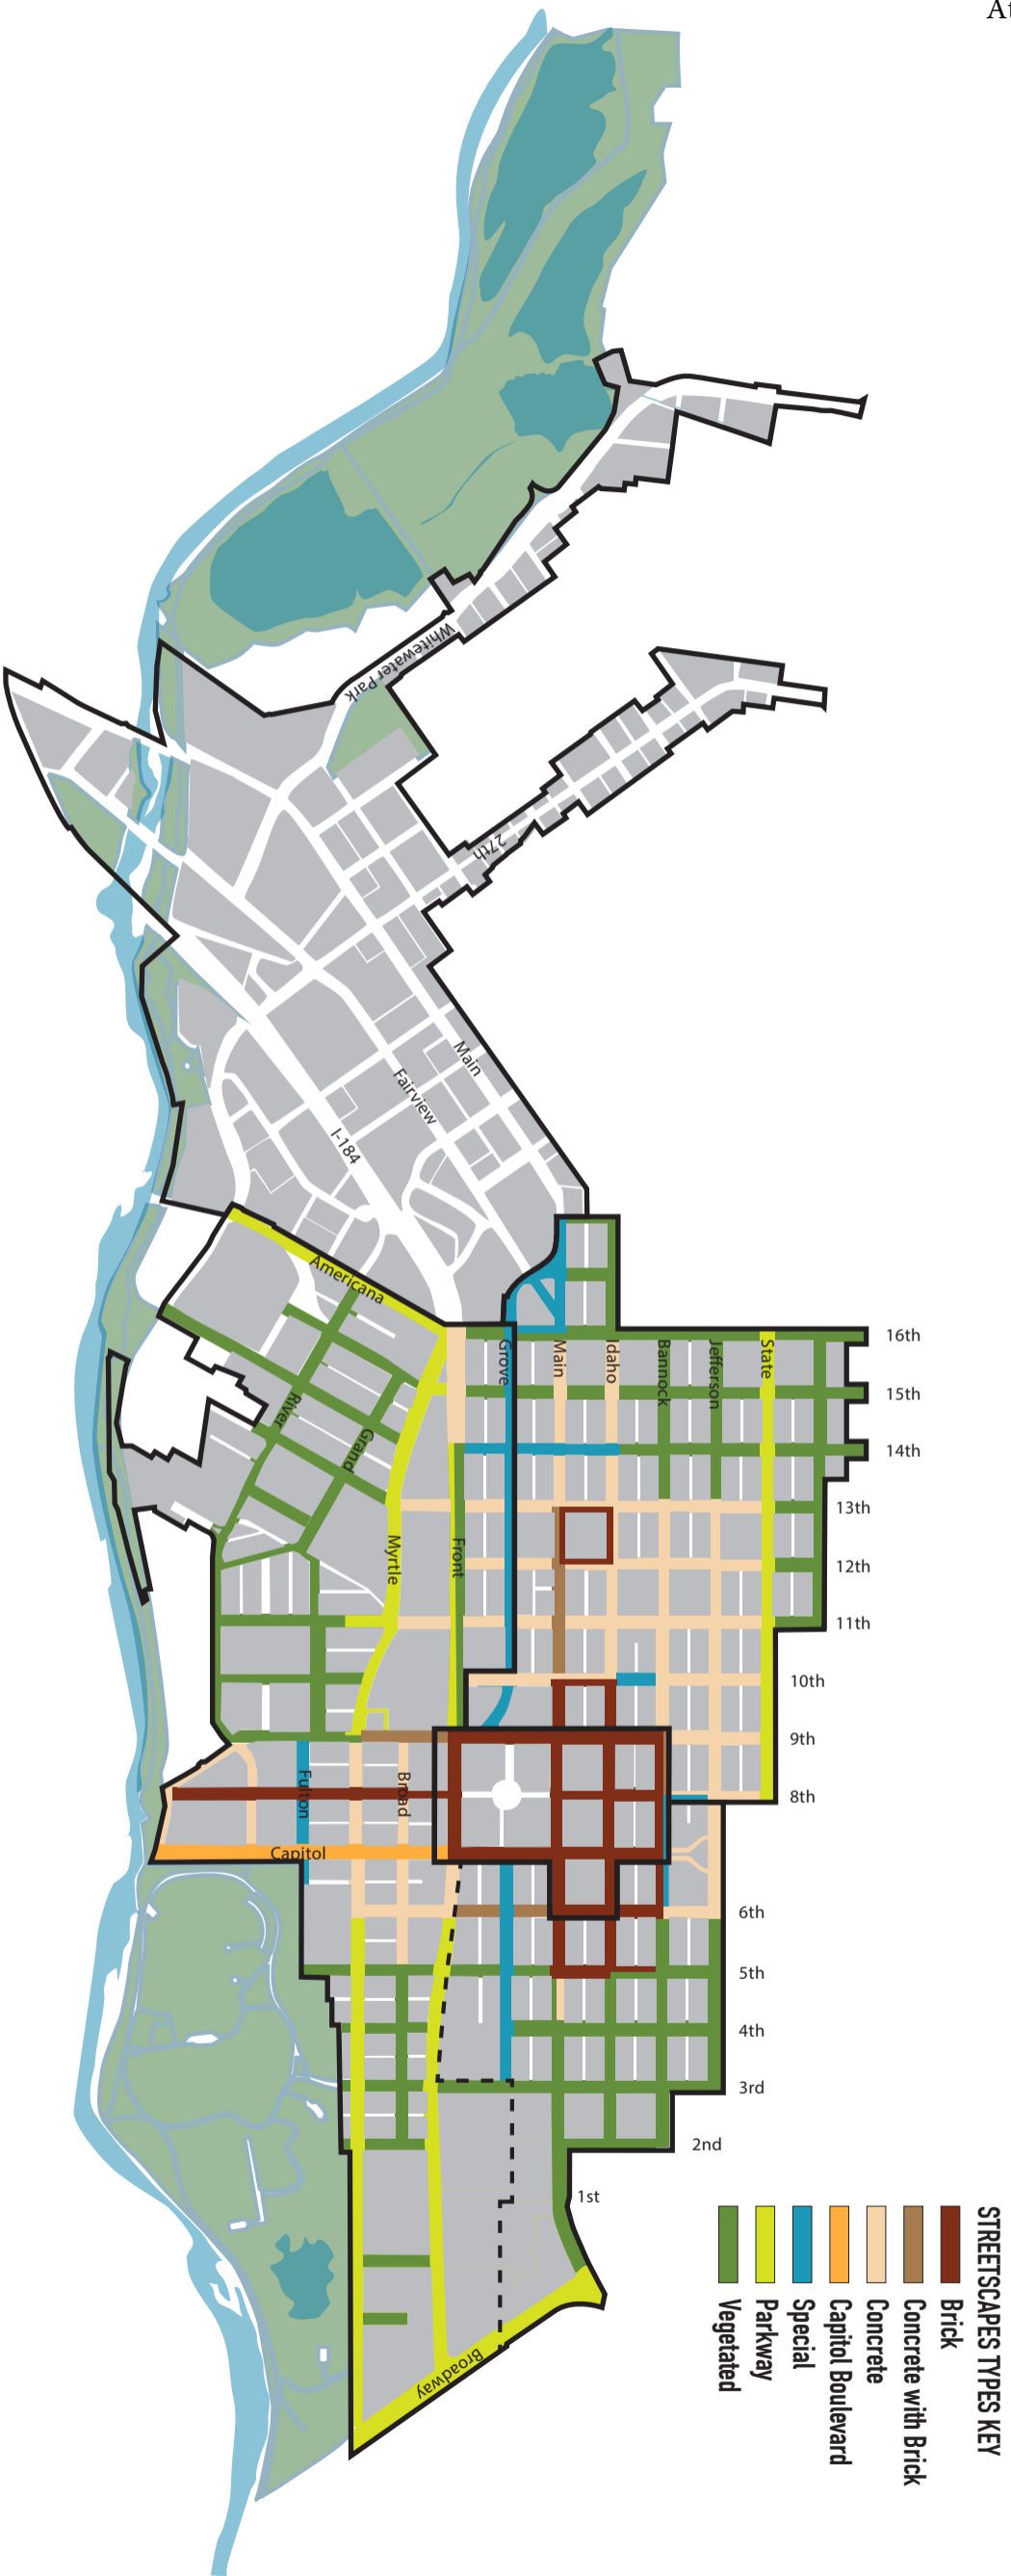 At
Whitewater Park
27th
Main
Fairview
I-184
Americana
16th
Grove
Main
Idaho
Bannock
Jefferson
State
15th
River
Grand
14th
13th
Myrtle
Front
12th
11th
10th
9th
Fulton
Broad
8th
Capitol
6th
5th
4th
3rd
2nd
1st
Broadway
STREETSCAPES TYPES KEY
Brick
Concrete with Brick
Concrete
Capitol Boulevard
Special
Parkway
Vegetated